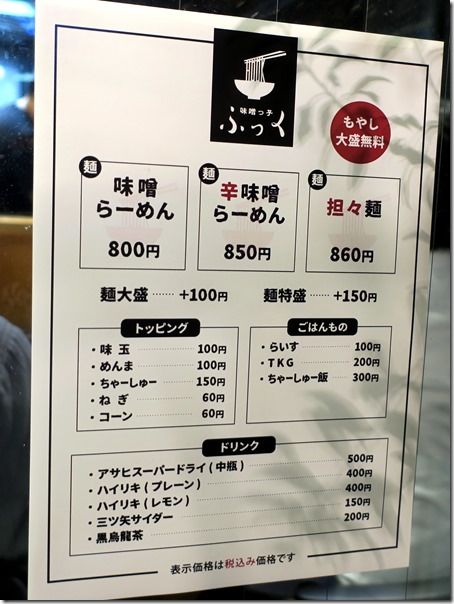 味噌っ子
ふっく
もやし
大盛無料
麺
味噌
らーめん
800円
麺
辛味噌
らーめん
850円
麺
担々麺
860円
麺大盛 ······ +100円
麺特盛 ······ +150円
トッピング
・味玉 100円
・めんま 100円
・ちゃーしゅー 150円
・ねぎ 60円
・コーン 60円
ごはんもの
・らいす 100円
・TKG 200円
・ちゃーしゅー飯 300円
ドリンク
・アサヒスーパードライ(中瓶) 500円
・ハイリキ(プレーン) 400円
・ハイリキ(レモン) 400円
・三ツ矢サイダー 150円
・黒烏龍茶 200円
表示価格は税込み価格です